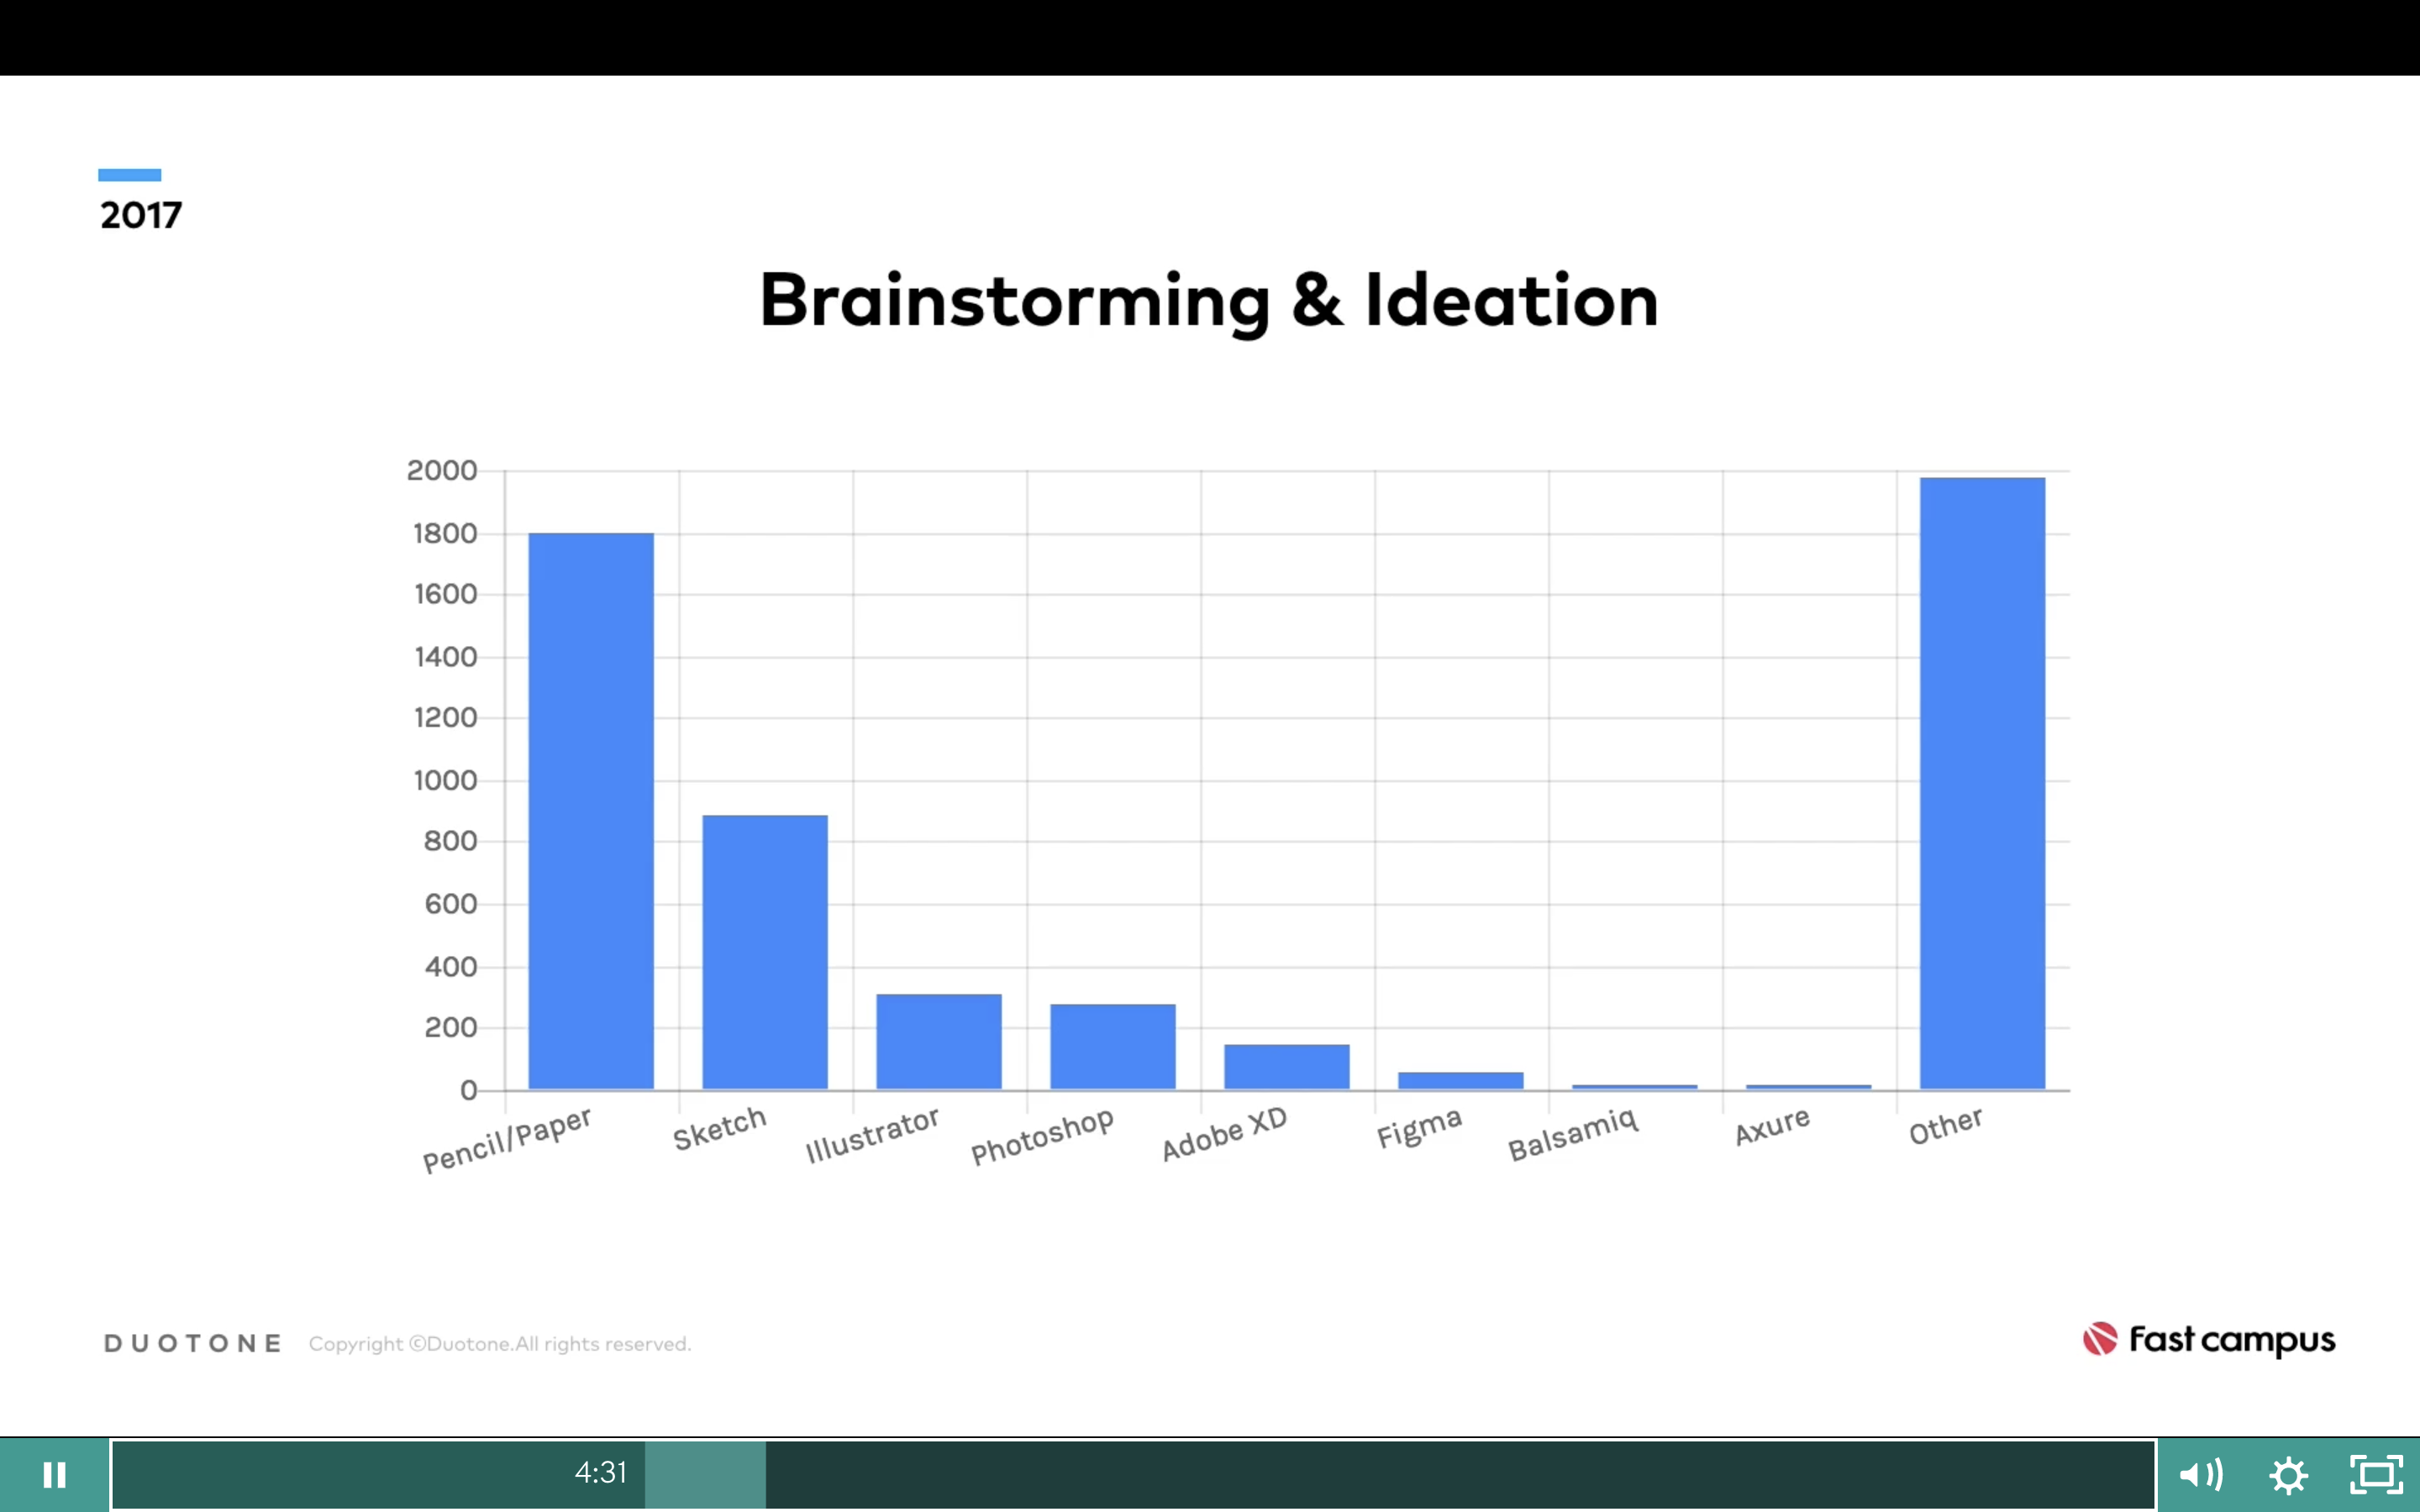 2017
Brainstorming & Ideation
2000
1800
1600
1400
1200
1000
800
600
400
200
0
Pencil/Paper
Sketch
Illustrator
Photoshop
Adobe XD
Figma
Balsamiq
Axure
Other
DUOTONE Copyright ©Duotone.All rights reserved.
Fast campus
4:31